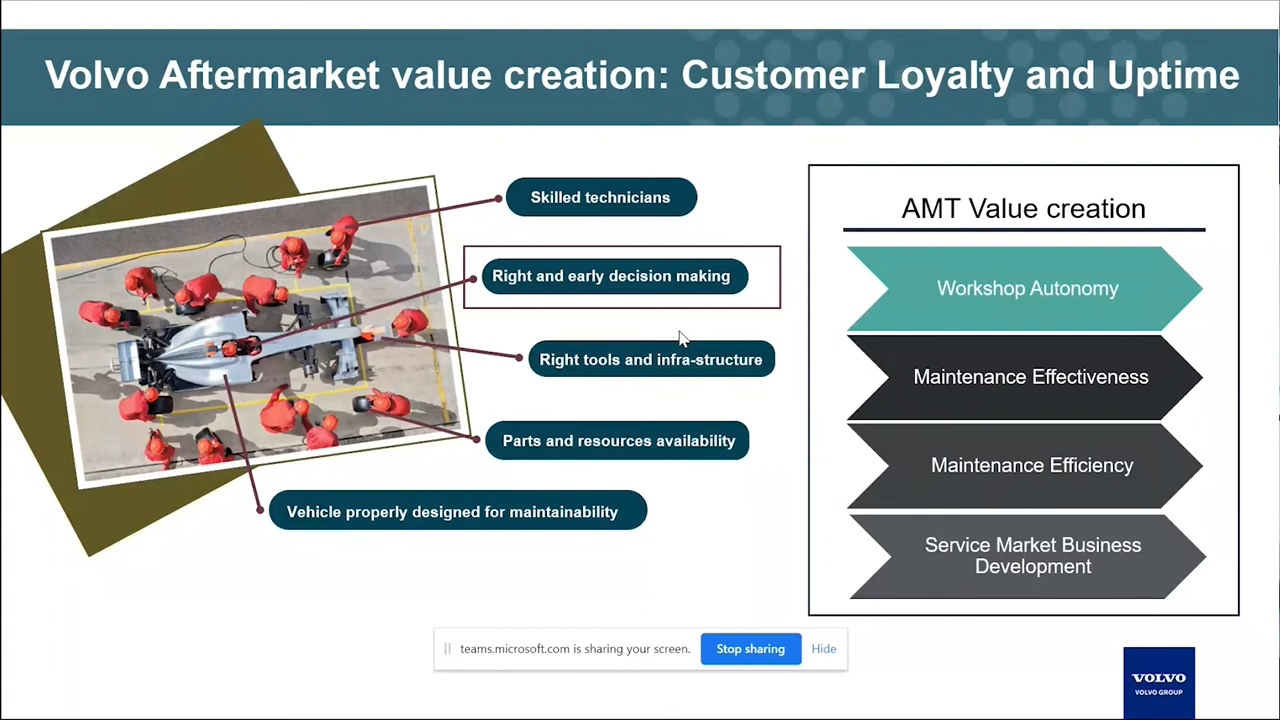 Volvo Aftermarket value creation: Customer Loyalty and Uptime
Skilled technicians
Right and early decision making
Right tools and infra-structure
Parts and resources availability
Vehicle properly designed for maintainability
AMT Value creation
Workshop Autonomy
Maintenance Effectiveness
Maintenance Efficiency
Service Market Business
Development
teams.microsoft.com is sharing your screen.
Stop sharing
Hide
VOLVO
VOLVO GROUP